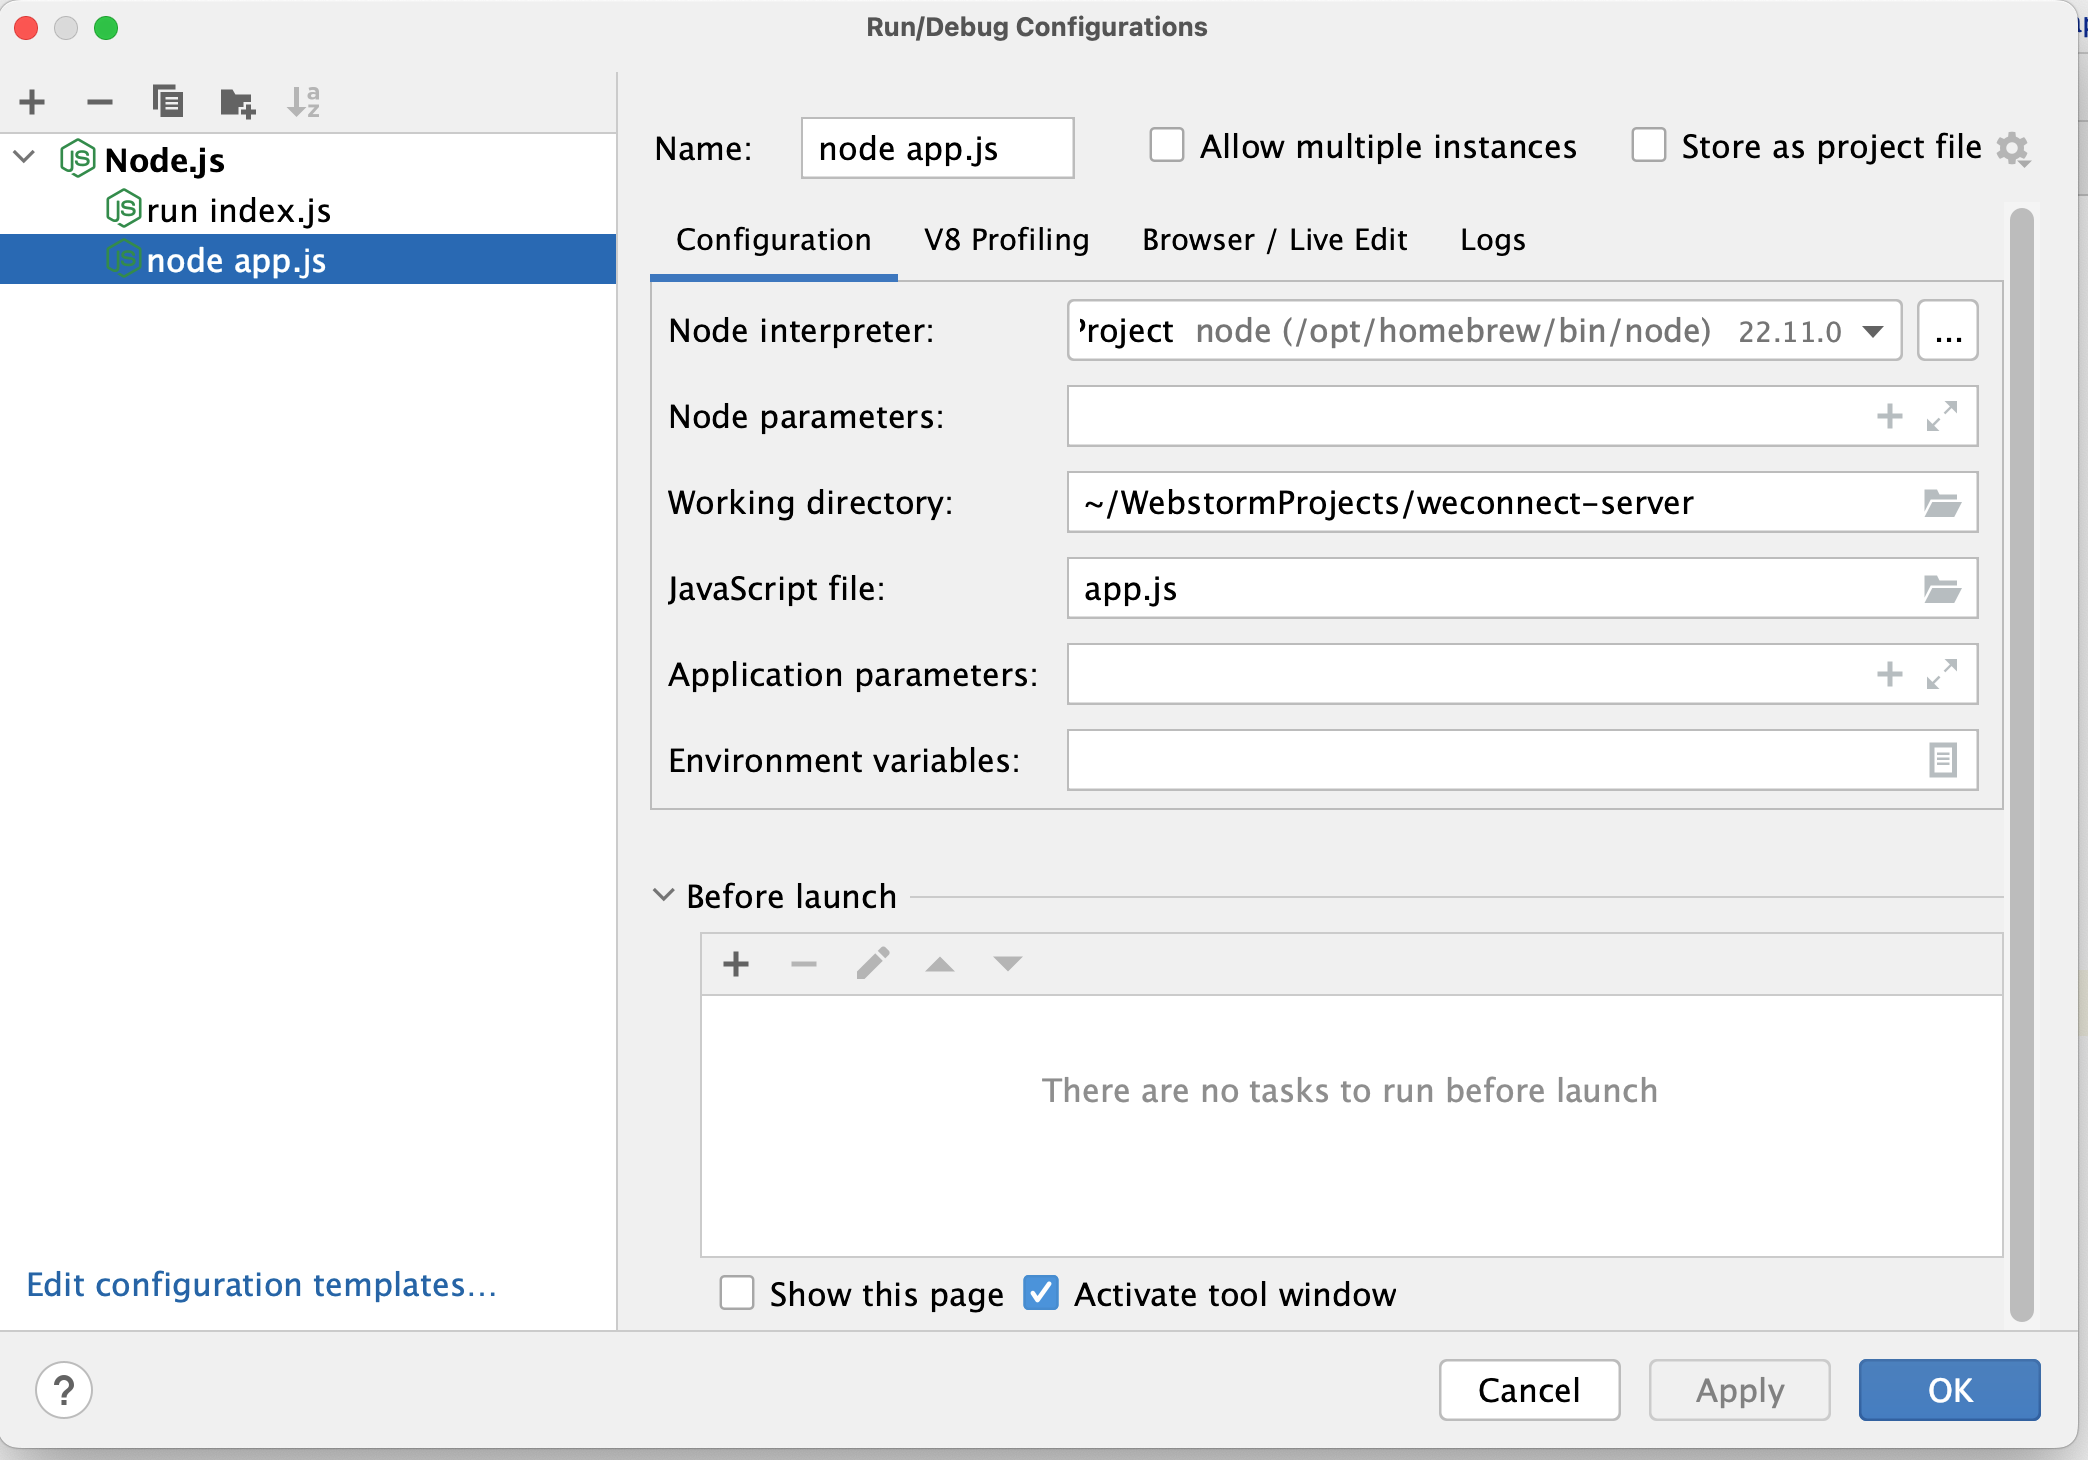 Run/Debug Configurations
Node.js
run index.js
node app.js
Name: node app.js Allow multiple instances Store as project file
Configuration V8 Profiling Browser / Live Edit Logs
Node interpreter: Project node (/opt/homebrew/bin/node) 22.11.0 ...
Node parameters:
Working directory: ~/WebstormProjects/weconnect-server
JavaScript file: app.js
Application parameters:
Environment variables:
Before launch
There are no tasks to run before launch
Show this page Activate tool window
Edit configuration templates...
? Cancel Apply OK